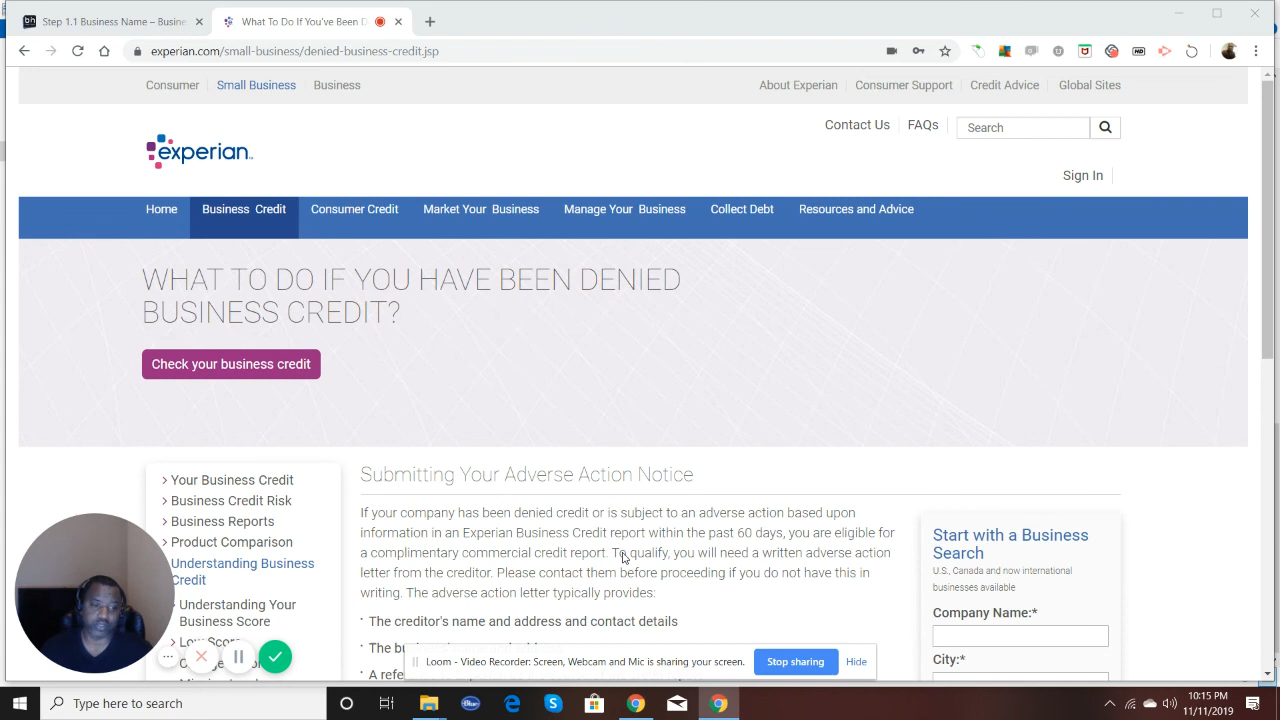 Step 1.1 Business Name – Busine
What To Do If You've Been D
experian.com/small-business/denied-business-credit.jsp
Consumer
Small Business
Business
About Experian
Consumer Support
Credit Advice
Global Sites
Contact Us
FAQs
Search
experian
Sign In
Home
Business Credit
Consumer Credit
Market Your Business
Manage Your Business
Collect Debt
Resources and Advice
WHAT TO DO IF YOU HAVE BEEN DENIED
BUSINESS CREDIT?
Check your business credit
Your Business Credit
Business Credit Risk
Business Reports
Product Comparison
Understanding Business
Credit
Understanding Your
Business Score
Low Score
Submitting Your Adverse Action Notice
If your company has been denied credit or is subject to an adverse action based upon
information in an Experian Business Credit report within the past 60 days, you are eligible for
a complimentary commercial credit report. To qualify, you will need a written adverse action
letter from the creditor. Please contact them before proceeding if you do not have this in
writing. The adverse action letter typically provides:
The creditor's name and address and contact details
The bu
A refere
Start with a Business
Search
U.S., Canada and now international
businesses available
Company Name:*
City:*
Loom - Video Recorder: Screen, Webcam and Mic is sharing your screen.
Stop sharing
Hide
Type here to search
10:15 PM
11/11/2019